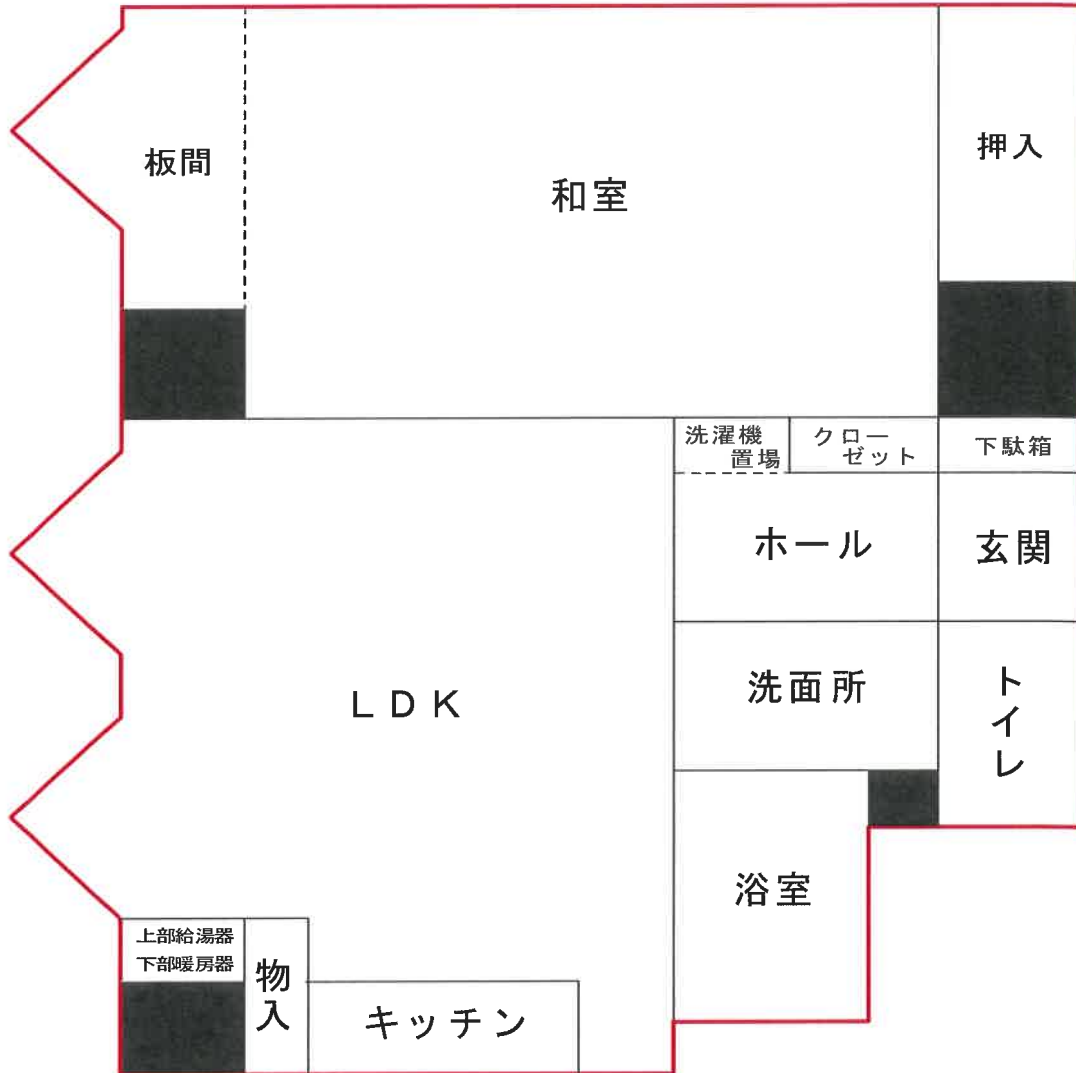 板間
和室
押入
洗濯機
置場
クロー
ゼット
下駄箱
ホール
玄関
LDK
洗面所
トイレ
浴室
上部給湯器
下部暖房器
物入
キッチン